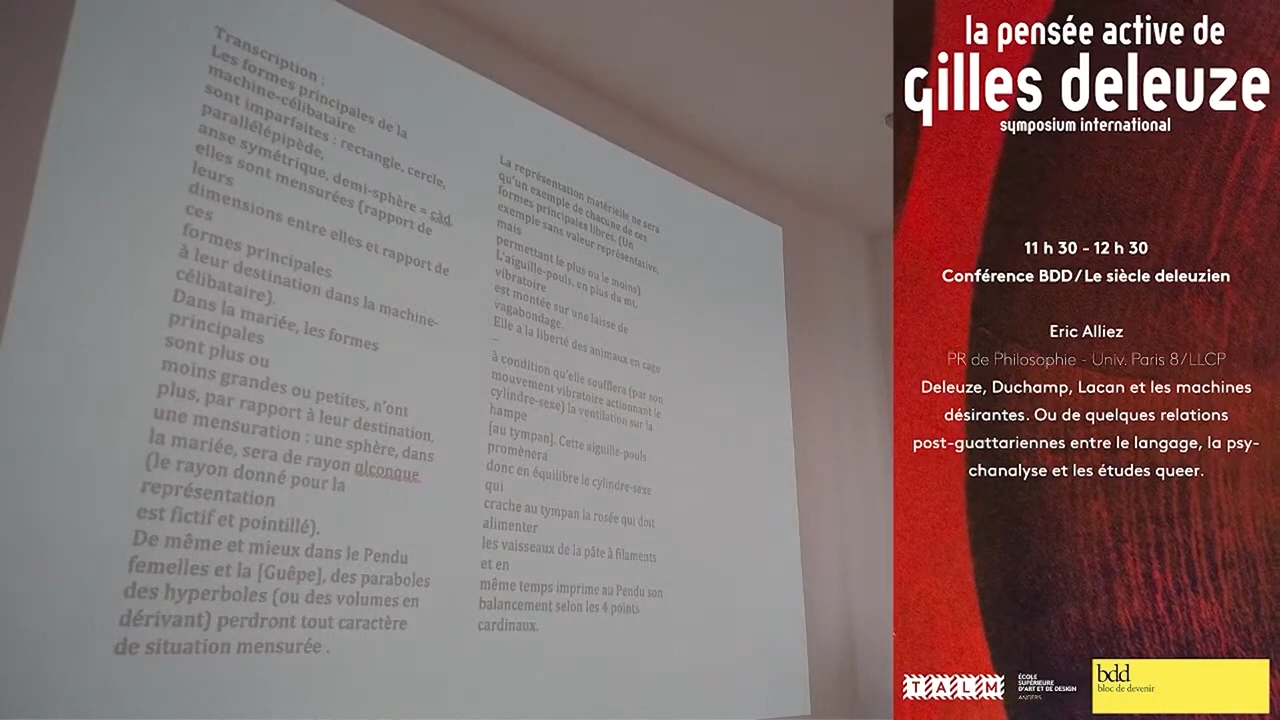 Transcription :
Les formes principales de la
machine-célibataire
sont imparfaites : rectangle, cercle,
parallélépipède,
anse symétrique, demi-sphère = càd
elles sont mensurées (rapport de
leurs
dimensions entre elles et rapport de
ces
formes principales
à leur destination dans la machine-
célibataire).
Dans la mariée, les formes
principales
sont plus ou
moins grandes ou petites, n'ont
plus, par rapport à leur destination,
une mensuration : une sphère, dans
la mariée, sera de rayon qlconque
(le rayon donné pour la
représentation
est fictif et pointillé).
De même et mieux dans le Pendu
femelles et la [Guêpe], des paraboles
des hyperboles (ou des volumes en
dérivant) perdront tout caractère
de situation mensurée .
La représentation matérielle ne sera
qu'un exemple de chacune de ces
formes principales libres. (Un
exemple sans valeur représentative,
mais
permettant le plus ou le moins)
L'aiguille-pouls, en plus du mt.
vibratoire
est montée sur une laisse de
vagabondage.
Elle a la liberté des animaux en cage
–
à condition qu'elle soufflera (par son
mouvement vibratoire actionnant le
cylindre-sexe) la ventilation sur la
hampe
[au tympan]. Cette aiguille-pouls
promènera
donc en équilibre le cylindre-sexe
qui
crache au tympan la rosée qui doit
alimenter
les vaisseaux de la pâte à filaments
et en
même temps imprime au Pendu son
balancement selon les 4 points
cardinaux.
la pensée active de
gilles deleuze
symposium international
11 h 30 - 12 h 30
Conférence BDD / Le siècle deleuzien
Eric Alliez
PR de Philosophie - Univ. Paris 8/LLCP
Deleuze, Duchamp, Lacan et les machines
désirantes. Ou de quelques relations
post-guattariennes entre le langage, la psy-
chanalyse et les études queer.
TALM
ÉCOLE
SUPÉRIEURE
D'ART ET DE DESIGN
ANGERS
bdd
bloc de devenir